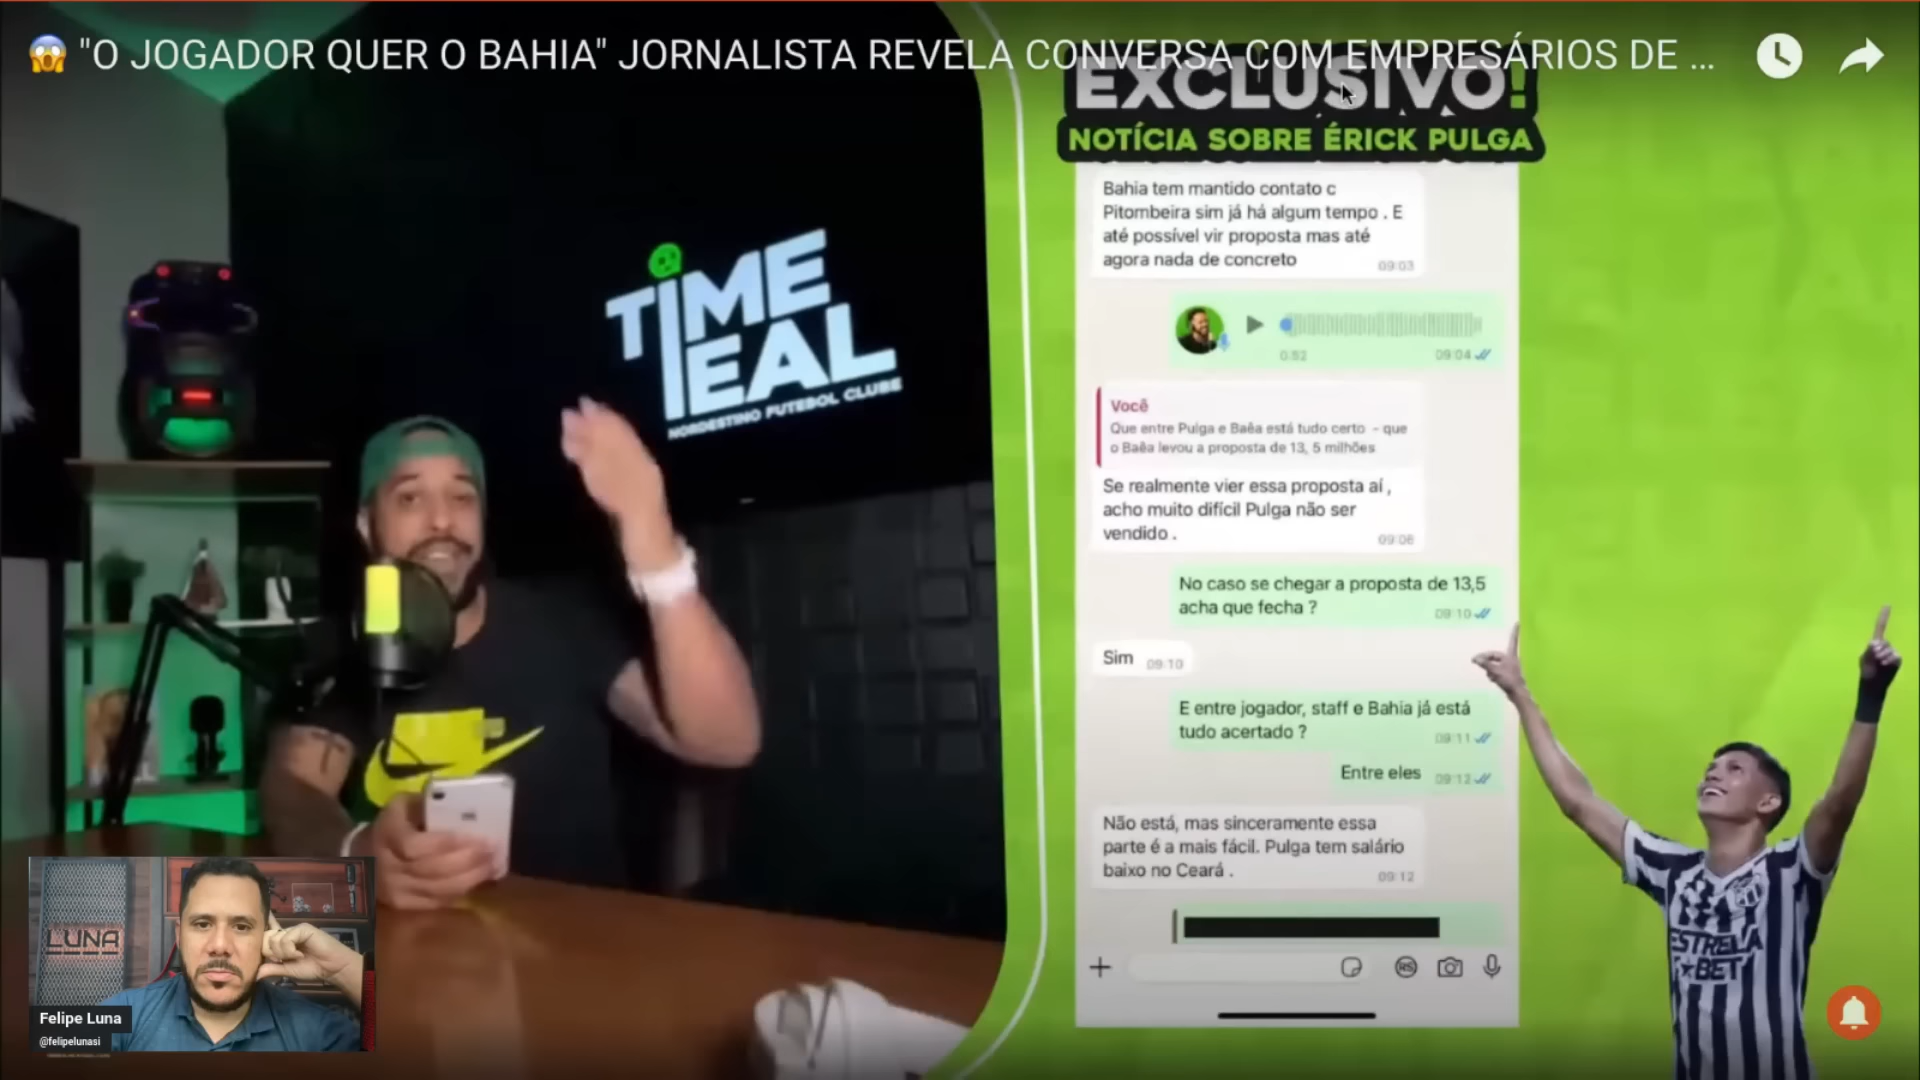 😱 "O JOGADOR QUER O BAHIA" JORNALISTA REVELA CONVERSA COM EMPRESÁRIOS DE ...
EXCLUSIVO!
NOTÍCIA SOBRE ÉRICK PULGA
TIME
EAL
NORDESTINO FUTEBOL CLUBE
Bahia tem mantido contato c
Pitombeira sim já há algum tempo . E
até possível vir proposta mas até
agora nada de concreto
09:03
0:52
09:04
Você
Que entre Pulga e Baêa está tudo certo - que
o Baêa levou a proposta de 13, 5 milhões
Se realmente vier essa proposta aí ,
acho muito difícil Pulga não ser
vendido .
09:06
No caso se chegar a proposta de 13,5
acha que fecha ?
09:10
Sim
09:10
E entre jogador, staff e Bahia já está
tudo acertado ?
09:11
Entre eles
09:12
Não está, mas sinceramente essa
parte é a mais fácil. Pulga tem salário
baixo no Ceará .
09:12
ESTRELA
BET
LUNA
Felipe Luna
@felipelunasi